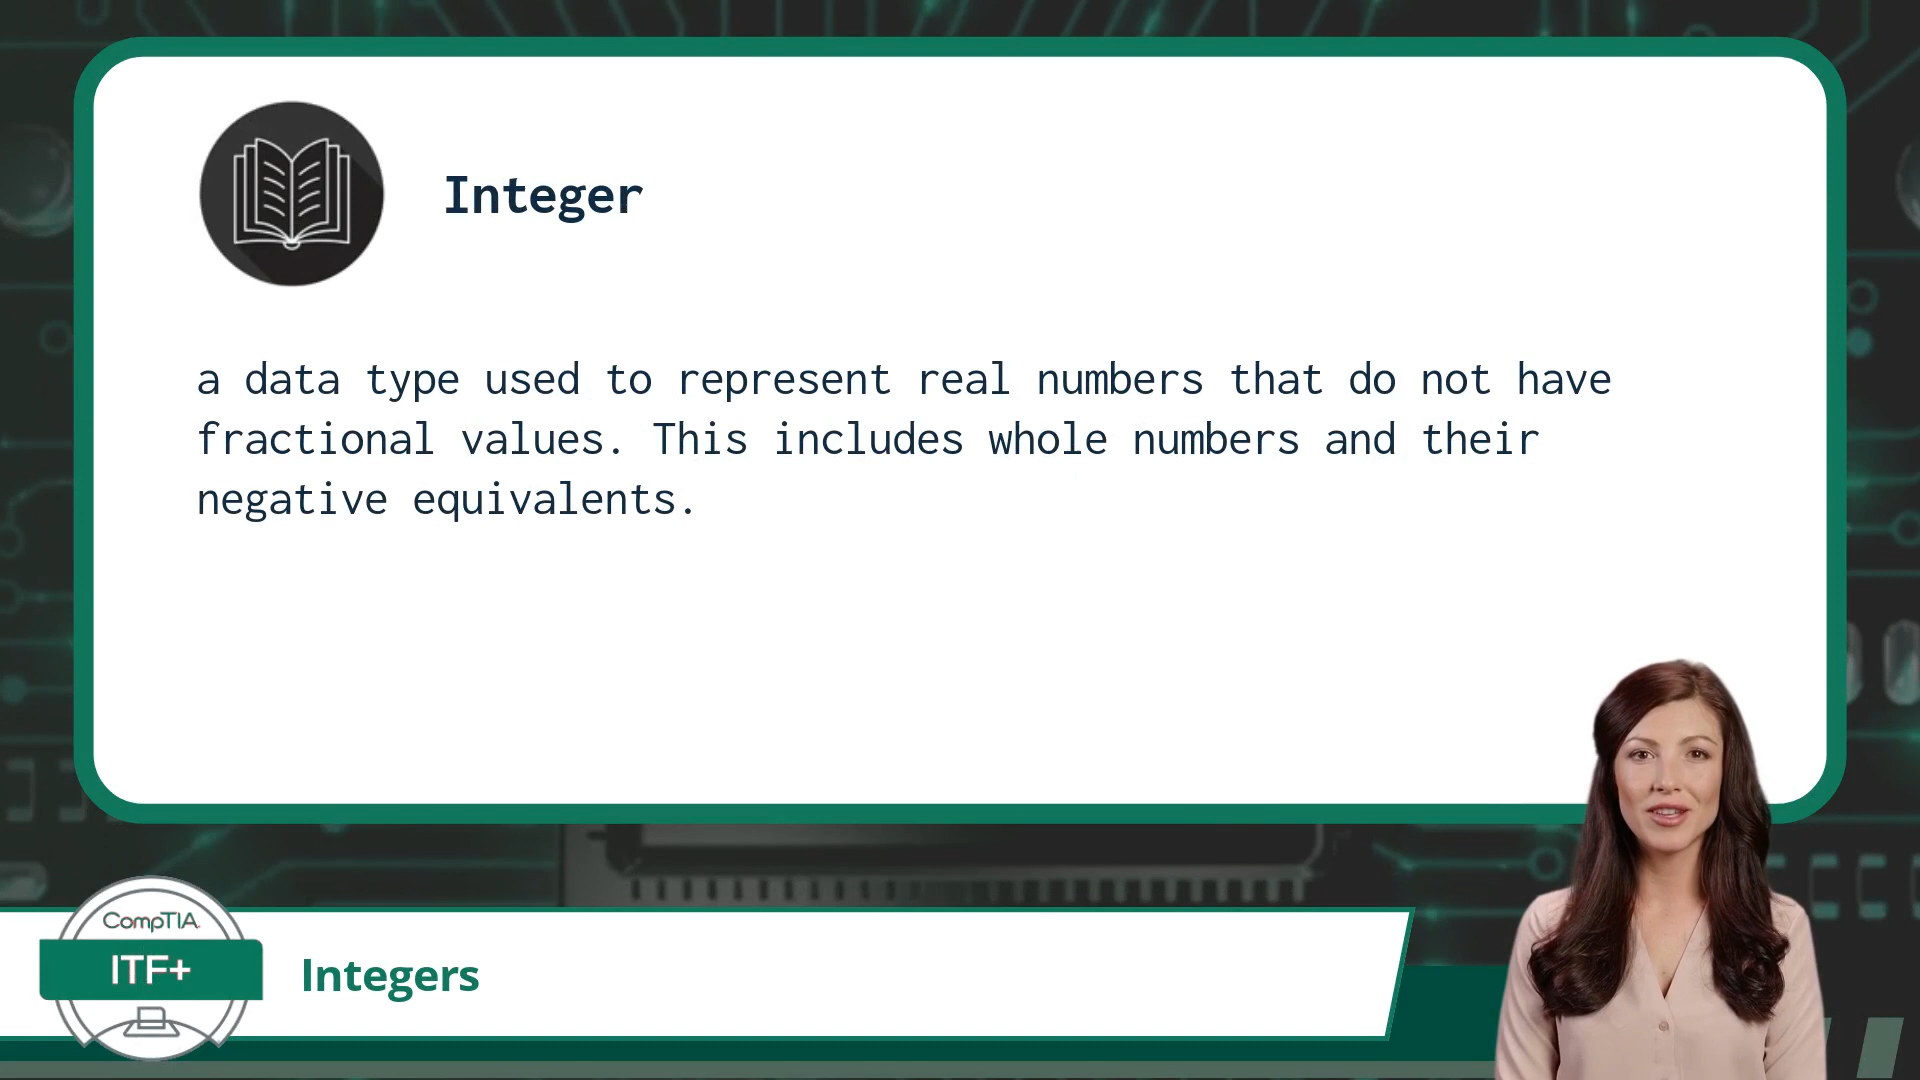 Integer
a data type used to represent real numbers that do not have
fractional values. This includes whole numbers and their
negative equivalents.
CompTIA
ITF+
Integers